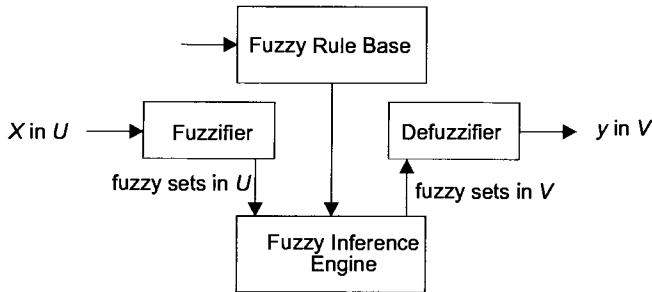 Fuzzy Rule Base
X in U
Fuzzifier
Defuzzifier
y in V
fuzzy sets in U
fuzzy sets in V
Fuzzy Inference
Engine